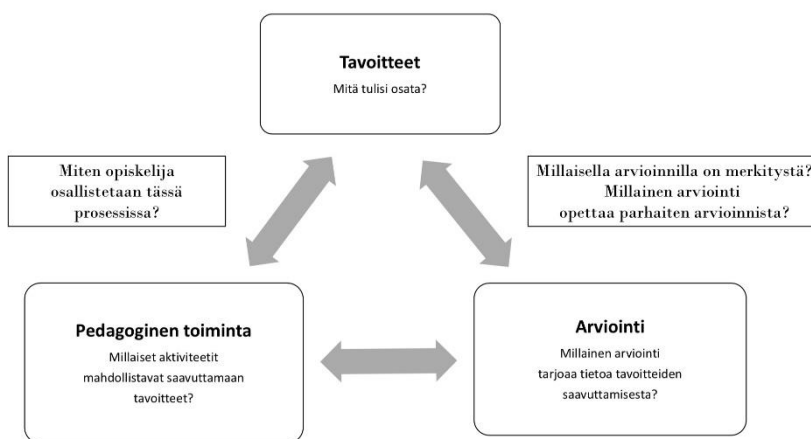 Tavoitteet
Mitä tulisi osata?
Miten opiskelija
osallistetaan tässä
prosessissa?
Millaisella arvioinnilla on merkitystä?
Millainen arviointi
opettaa parhaiten arvioinnista?
Pedagoginen toiminta
Millaiset aktiviteetit
mahdollistavat saavuttamaan
tavoitteet?
Arviointi
Millainen arviointi
tarjoaa tietoa tavoitteiden
saavuttamisesta?